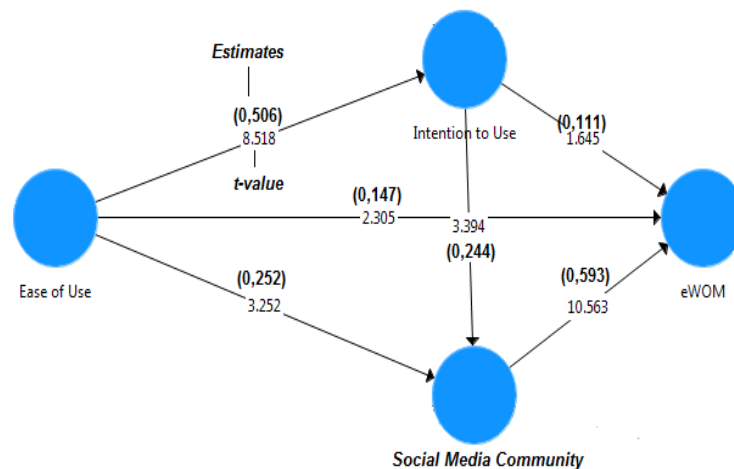 Estimates
(0,506)
8.518
t-value
Intention to Use
(0,111)
1.645
(0,147)
2.305
3.394
(0,244)
Ease of Use
(0,252)
3.252
(0,593)
10.563
eWOM
Social Media Community